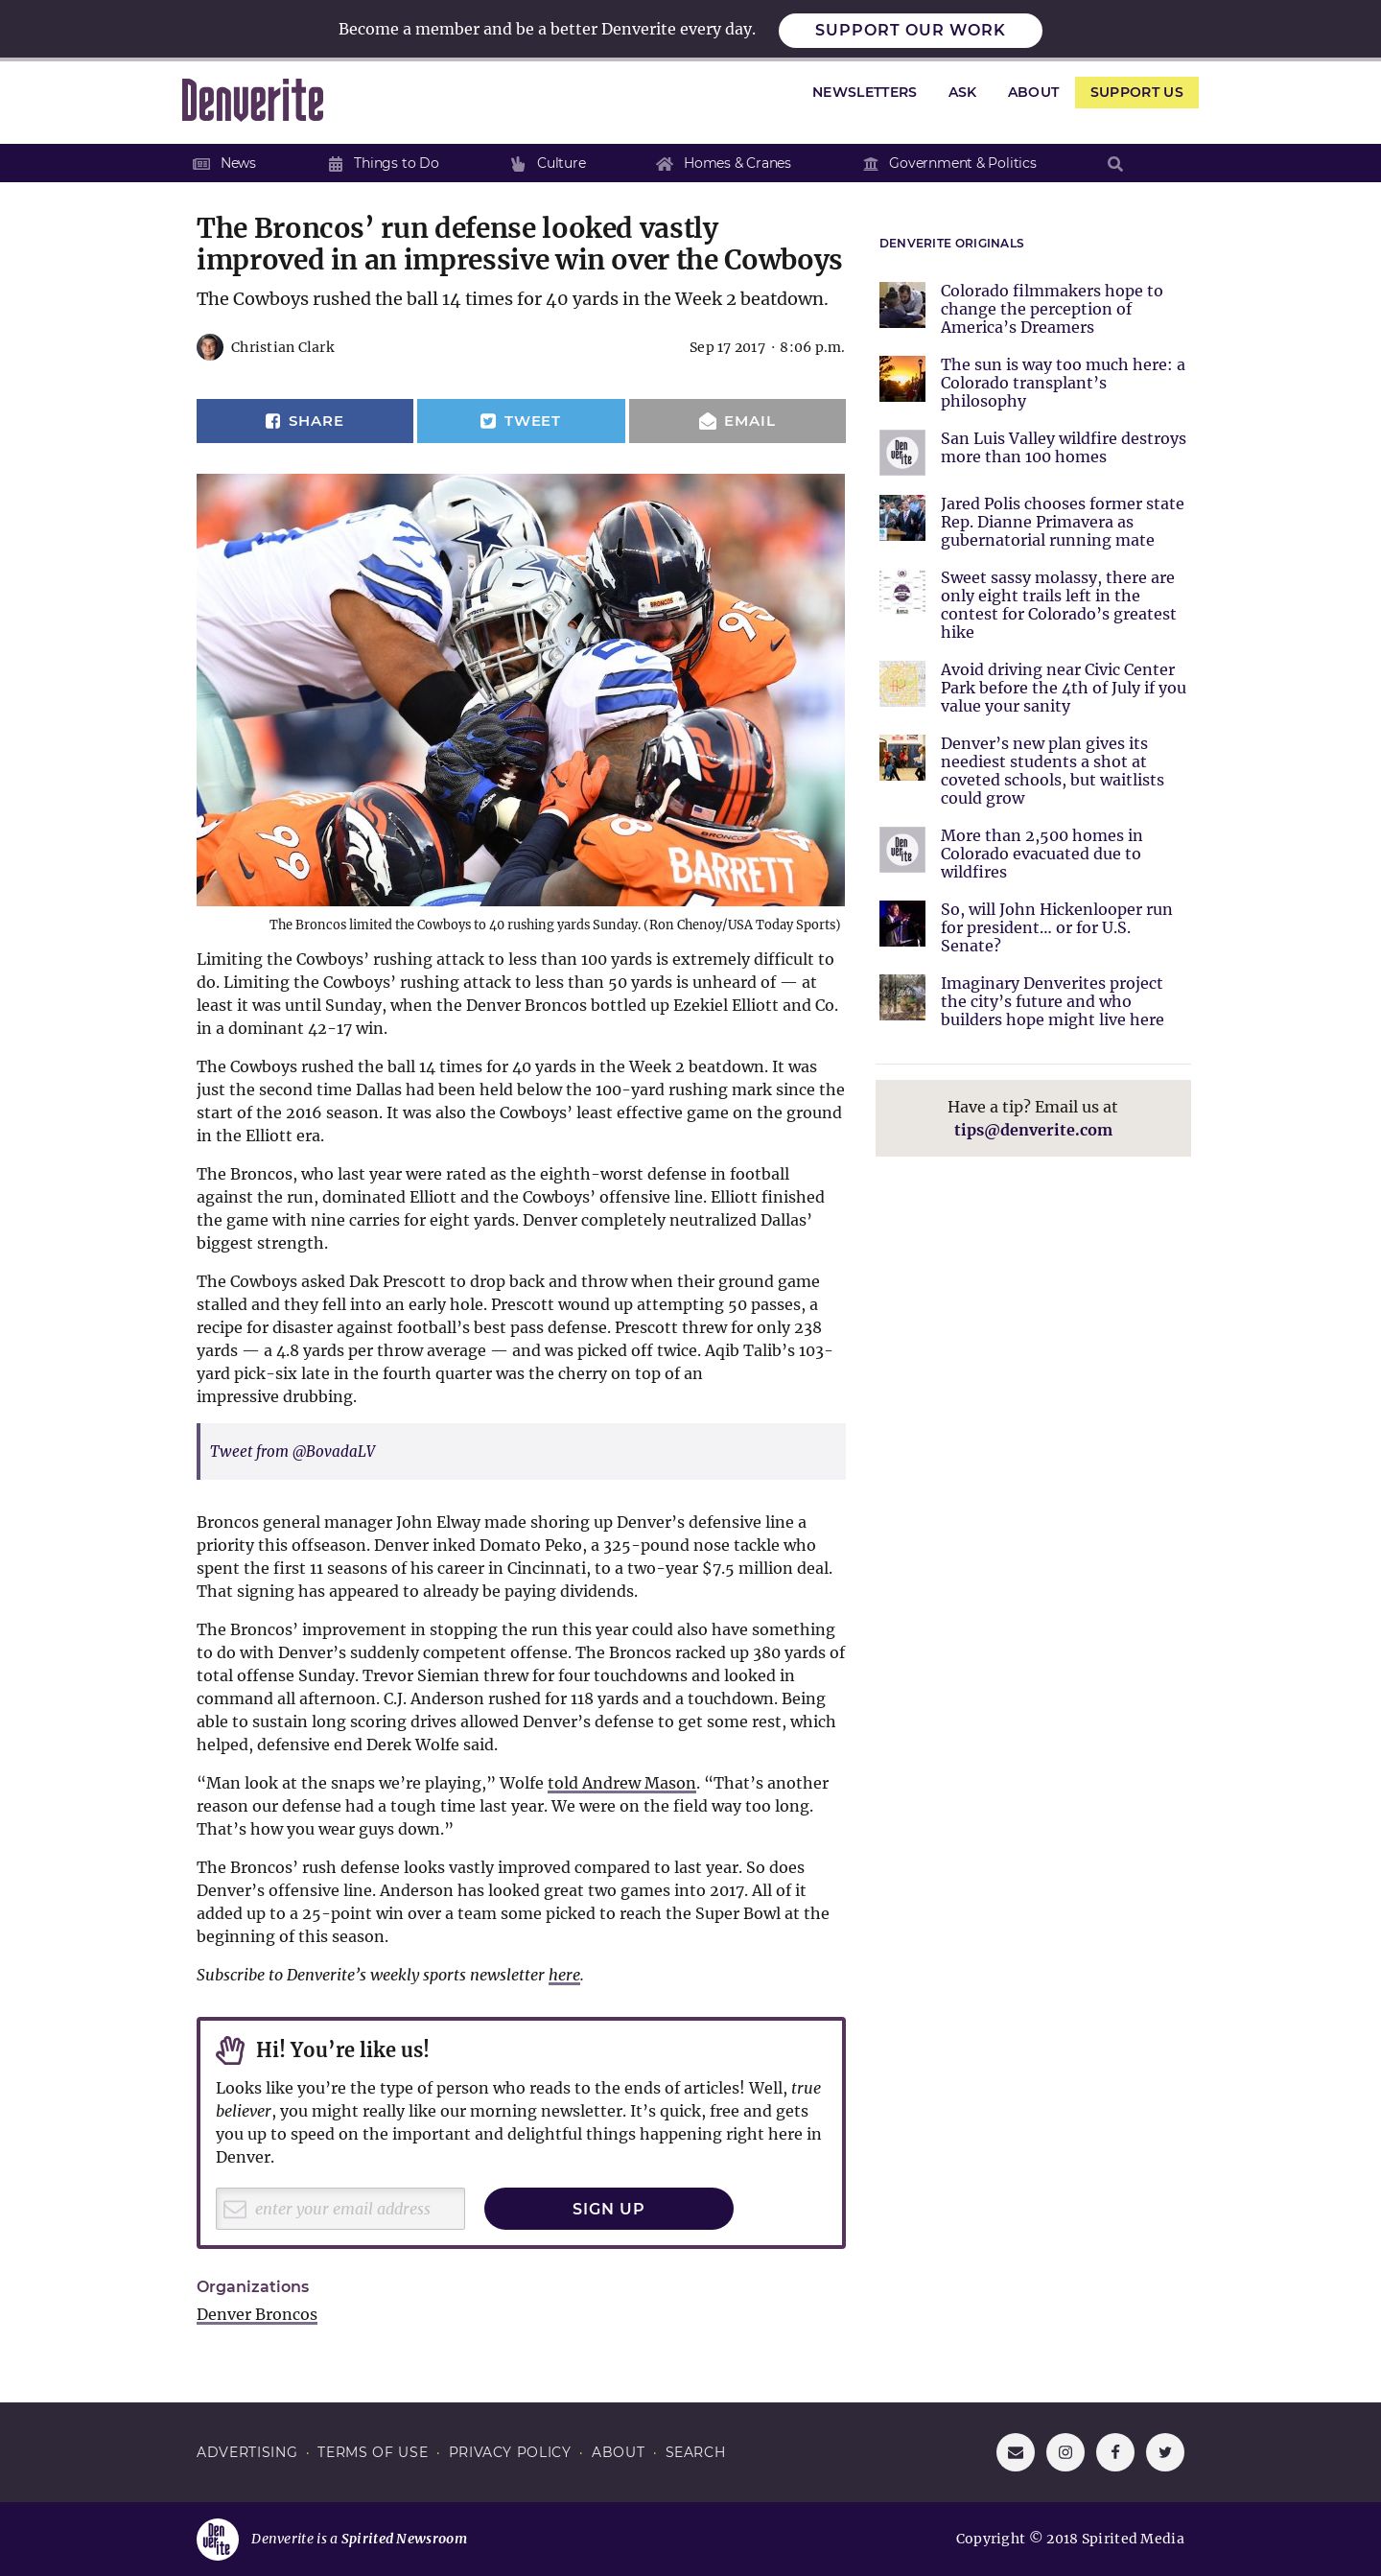 Become a member and be a better Denverite every day.
SUPPORT OUR WORK
Denverite
NEWSLETTERS
ASK
ABOUT
SUPPORT US
News
Things to Do
Culture
Homes & Cranes
Government & Politics
The Broncos’ run defense looked vastly
improved in an impressive win over the Cowboys
The Cowboys rushed the ball 14 times for 40 yards in the Week 2 beatdown.
Christian Clark
Sep 17 2017 · 8:06 p.m.
SHARE
TWEET
EMAIL
BRONCOS
95
96
BRONCOS
48
BARRETT
The Broncos limited the Cowboys to 40 rushing yards Sunday. (Ron Chenoy/USA Today Sports)
Limiting the Cowboys’ rushing attack to less than 100 yards is extremely difficult to
do. Limiting the Cowboys’ rushing attack to less than 50 yards is unheard of — at
least it was until Sunday, when the Denver Broncos bottled up Ezekiel Elliott and Co.
in a dominant 42-17 win.
The Cowboys rushed the ball 14 times for 40 yards in the Week 2 beatdown. It was
just the second time Dallas had been held below the 100-yard rushing mark since the
start of the 2016 season. It was also the Cowboys’ least effective game on the ground
in the Elliott era.
The Broncos, who last year were rated as the eighth-worst defense in football
against the run, dominated Elliott and the Cowboys’ offensive line. Elliott finished
the game with nine carries for eight yards. Denver completely neutralized Dallas’
biggest strength.
The Cowboys asked Dak Prescott to drop back and throw when their ground game
stalled and they fell into an early hole. Prescott wound up attempting 50 passes, a
recipe for disaster against football’s best pass defense. Prescott threw for only 238
yards — a 4.8 yards per throw average — and was picked off twice. Aqib Talib’s 103-
yard pick-six late in the fourth quarter was the cherry on top of an
impressive drubbing.
Tweet from @BovadaLV
Broncos general manager John Elway made shoring up Denver’s defensive line a
priority this offseason. Denver inked Domato Peko, a 325-pound nose tackle who
spent the first 11 seasons of his career in Cincinnati, to a two-year $7.5 million deal.
That signing has appeared to already be paying dividends.
The Broncos’ improvement in stopping the run this year could also have something
to do with Denver’s suddenly competent offense. The Broncos racked up 380 yards of
total offense Sunday. Trevor Siemian threw for four touchdowns and looked in
command all afternoon. C.J. Anderson rushed for 118 yards and a touchdown. Being
able to sustain long scoring drives allowed Denver’s defense to get some rest, which
helped, defensive end Derek Wolfe said.
“Man look at the snaps we’re playing,” Wolfe told Andrew Mason. “That’s another
reason our defense had a tough time last year. We were on the field way too long.
That’s how you wear guys down.”
The Broncos’ rush defense looks vastly improved compared to last year. So does
Denver’s offensive line. Anderson has looked great two games into 2017. All of it
added up to a 25-point win over a team some picked to reach the Super Bowl at the
beginning of this season.
Subscribe to Denverite’s weekly sports newsletter here.
Hi! You’re like us!
Looks like you’re the type of person who reads to the ends of articles! Well, true
believer, you might really like our morning newsletter. It’s quick, free and gets
you up to speed on the important and delightful things happening right here in
Denver.
enter your email address
SIGN UP
Organizations
Denver Broncos
DENVERITE ORIGINALS
Colorado filmmakers hope to
change the perception of
America’s Dreamers
The sun is way too much here: a
Colorado transplant’s
philosophy
Den
ver
ite
San Luis Valley wildfire destroys
more than 100 homes
Jared Polis chooses former state
Rep. Dianne Primavera as
gubernatorial running mate
Sweet sassy molassy, there are
only eight trails left in the
contest for Colorado’s greatest
hike
Avoid driving near Civic Center
Park before the 4th of July if you
value your sanity
Denver’s new plan gives its
neediest students a shot at
coveted schools, but waitlists
could grow
Den
ver
ite
More than 2,500 homes in
Colorado evacuated due to
wildfires
So, will John Hickenlooper run
for president… or for U.S.
Senate?
Imaginary Denverites project
the city’s future and who
builders hope might live here
Have a tip? Email us at
tips@denverite.com
ADVERTISING · TERMS OF USE · PRIVACY POLICY · ABOUT · SEARCH
Den
ver
ite
Denverite is a Spirited Newsroom
Copyright © 2018 Spirited Media